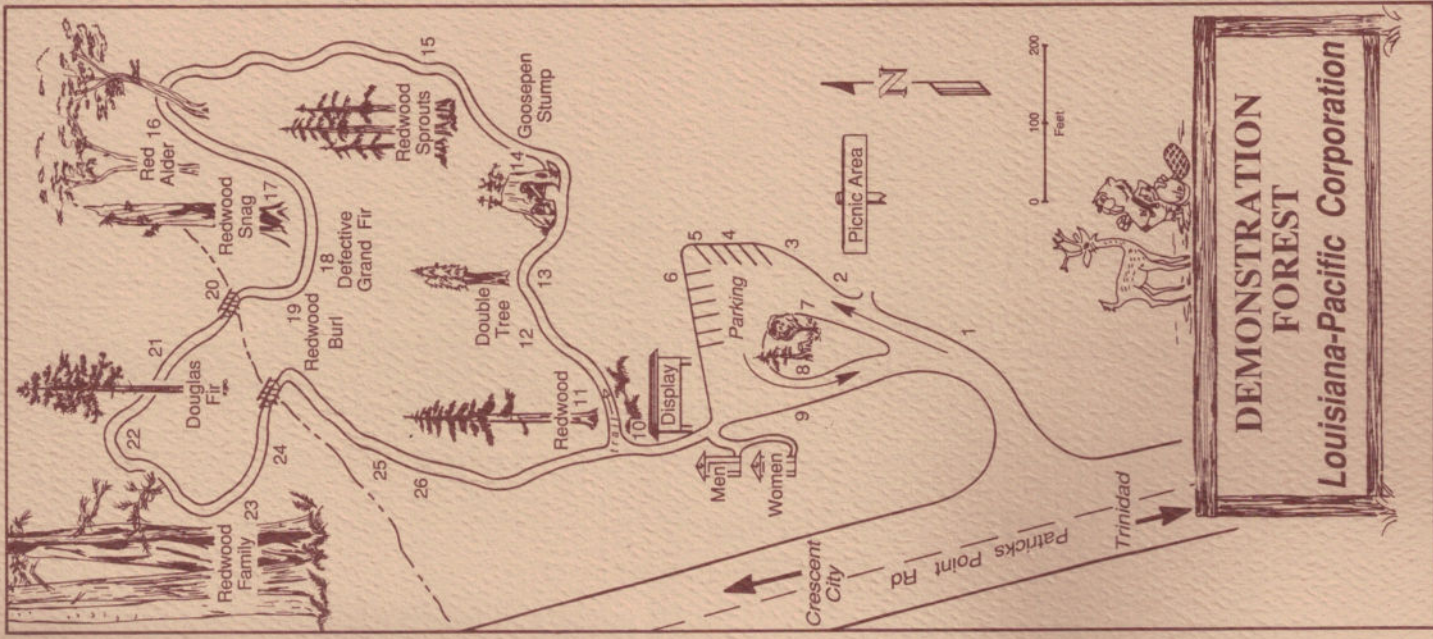 Redwood
Family
23
22
Douglas
Fir
21
24
25
26
20
19
Redwood
Burl
Redwood
Snag
17
18
Defective
Grand Fir
Red
Alder
16
15
Redwood
Sprouts
Goosepen
Stump
14
13
Double
Tree
12
Redwood
11
trail
10
Display
Men
Women
9
8
7
Parking
6
5
4
3
2
1
Picnic Area
N
0 100 200
Feet
Crescent
City
Patricks Point Rd
Trinidad
DEMONSTRATION
FOREST
Louisiana-Pacific Corporation